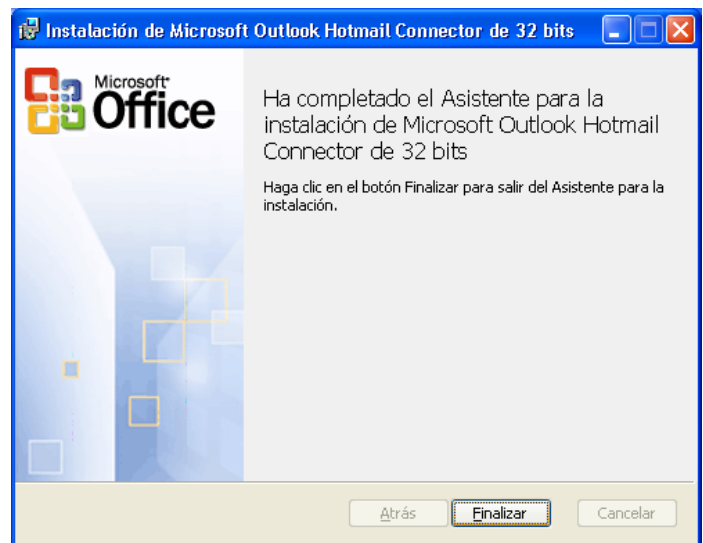 Instalación de Microsoft Outlook Hotmail Connector de 32 bits
Microsoft
Office
Ha completado el Asistente para la
instalación de Microsoft Outlook Hotmail
Connector de 32 bits
Haga clic en el botón Finalizar para salir del Asistente para la
instalación.
Atrás
Finalizar
Cancelar